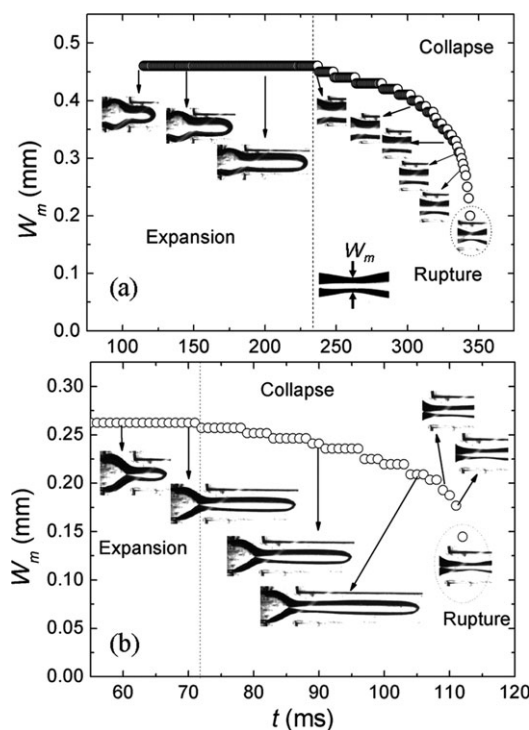 0.5
0.4
0.3
0.2
0.1
0.0
W_m (mm)
Collapse
Expansion
W_m
Rupture
(a)
100 150 200 250 300 350
0.30
0.25
0.20
0.15
0.10
0.05
0.00
W_m (mm)
Collapse
Expansion
Rupture
(b)
60 70 80 90 100 110 120
t (ms)